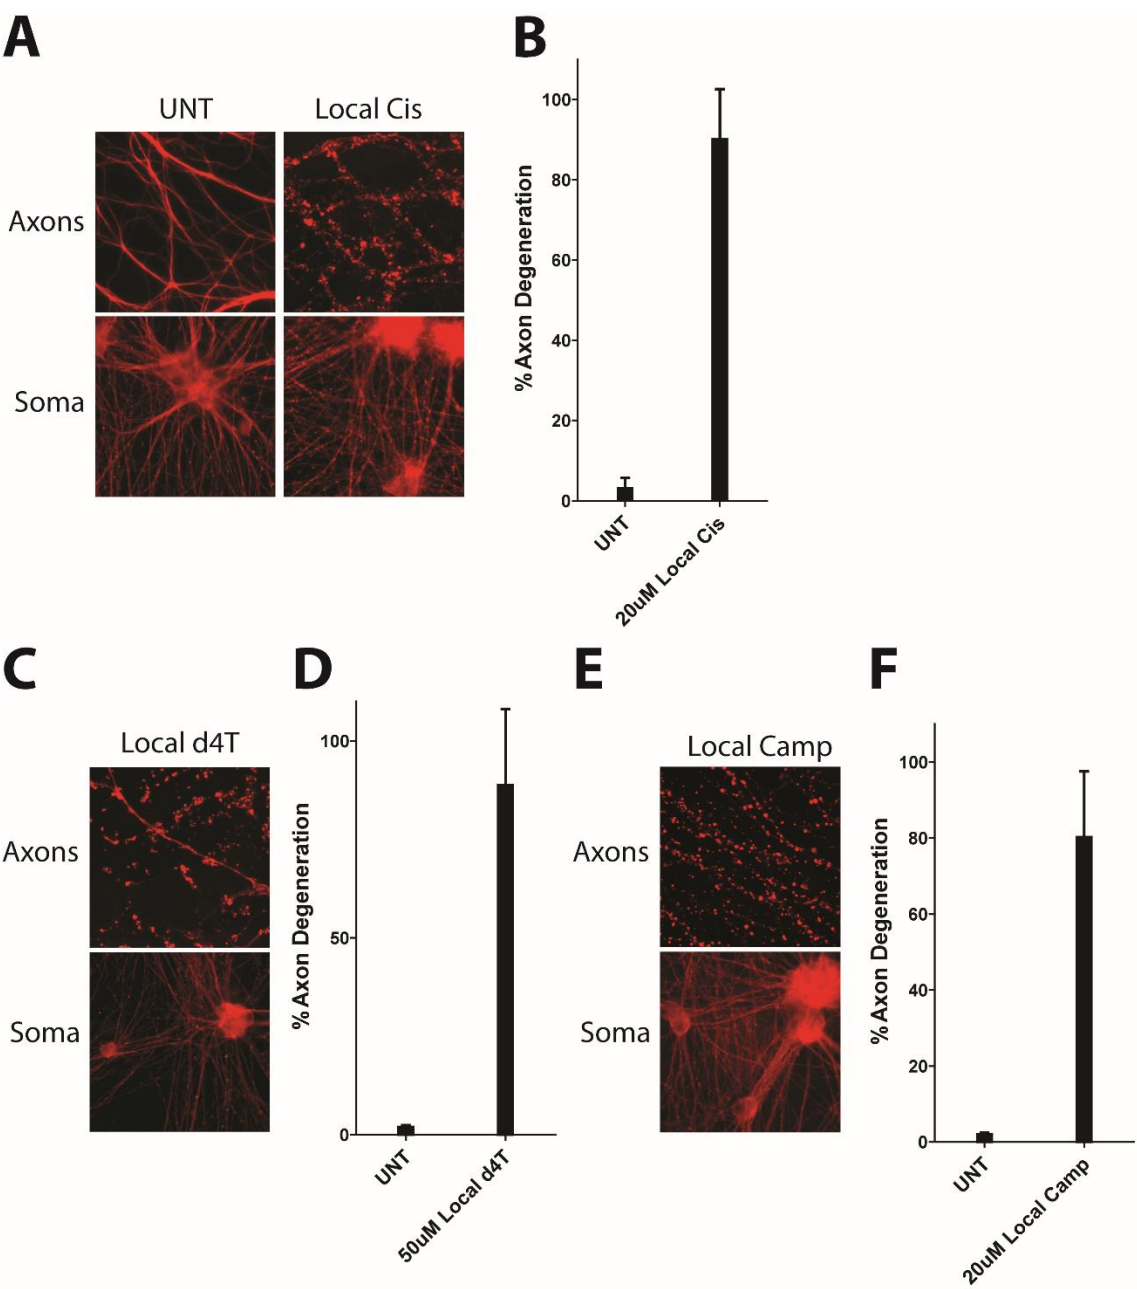 A
UNT
Local Cis
Axons
Soma
B
100
80
60
40
20
0
% Axon Degeneration
UNT
20uM Local Cis
C
Local d4T
Axons
Soma
D
100
50
0
% Axon Degeneration
UNT
50uM Local d4T
E
Local Camp
Axons
Soma
F
100
80
60
40
20
0
% Axon Degeneration
UNT
20uM Local Camp